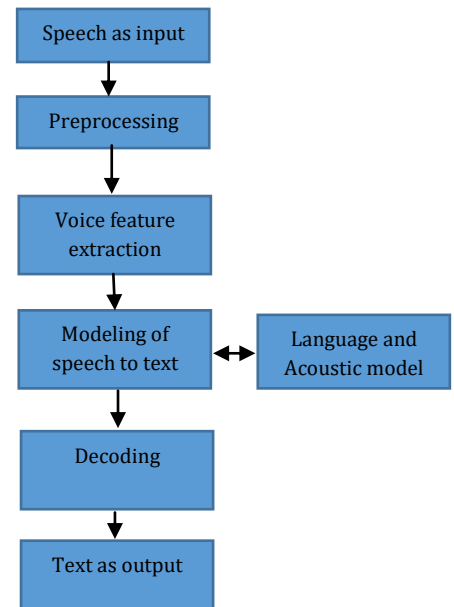 Speech as input
Preprocessing
Voice feature
extraction
Modeling of
speech to text
Language and
Acoustic model
Decoding
Text as output